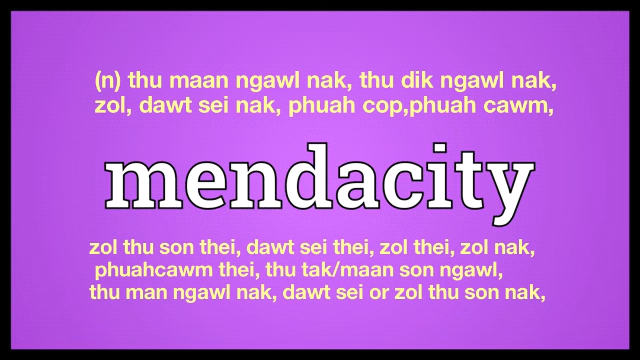 (n) thu maan ngawl nak, thu dik ngawl nak,
zol, dawt sei nak, phuah cop,phuah cawm,
mendacity
zol thu son thei, dawt sei thei, zol thei, zol nak,
phuahcawm thei, thu tak/maan son ngawl,
thu man ngawl nak, dawt sei or zol thu son nak,